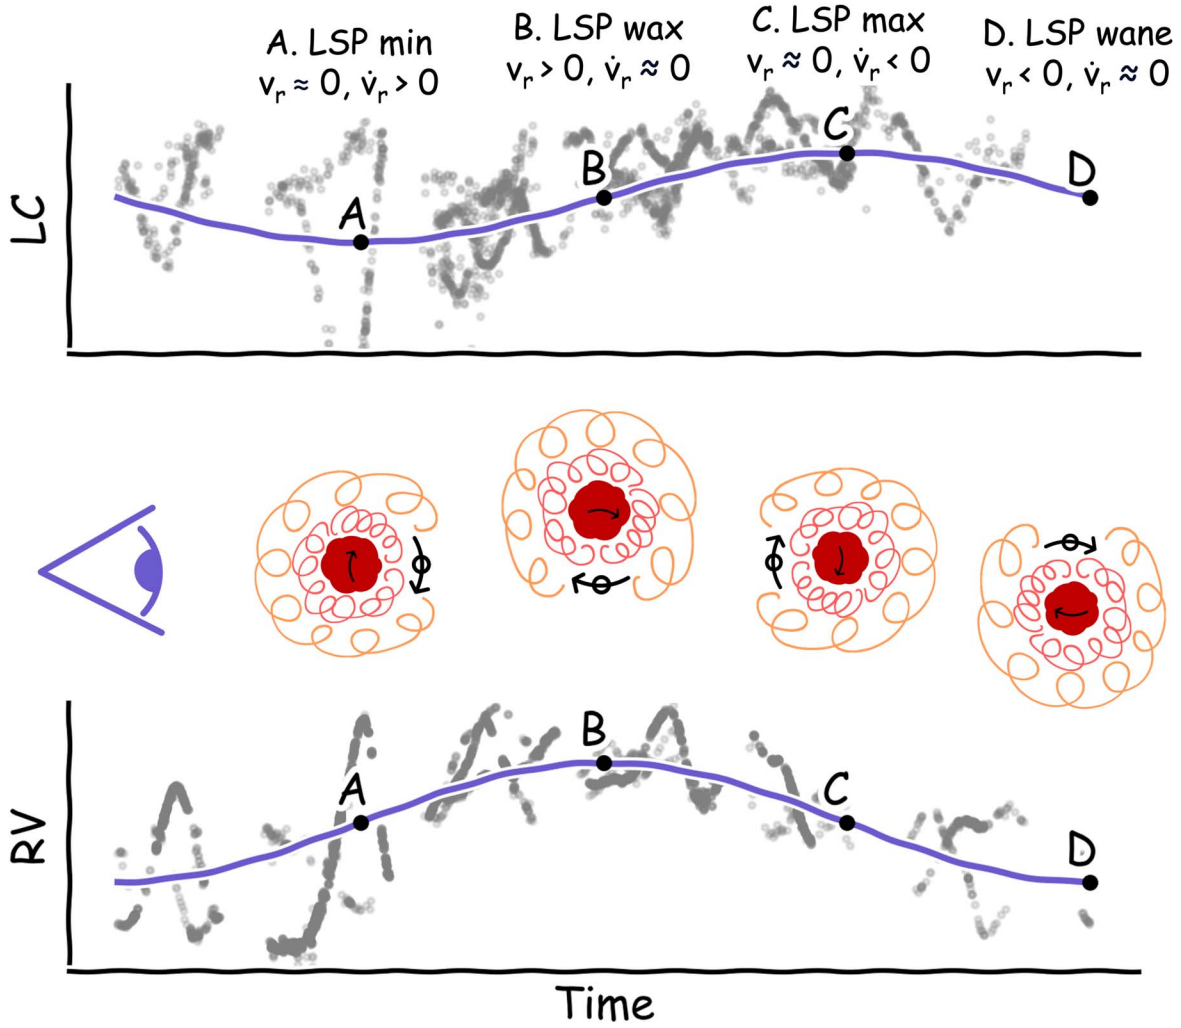 A. LSP min
vᵣ ≈ 0, v̇ᵣ > 0
B. LSP wax
vᵣ > 0, v̇ᵣ ≈ 0
C. LSP max
vᵣ ≈ 0, v̇ᵣ < 0
D. LSP wane
vᵣ < 0, v̇ᵣ ≈ 0
LC
A
B
C
D
RV
A
B
C
D
Time